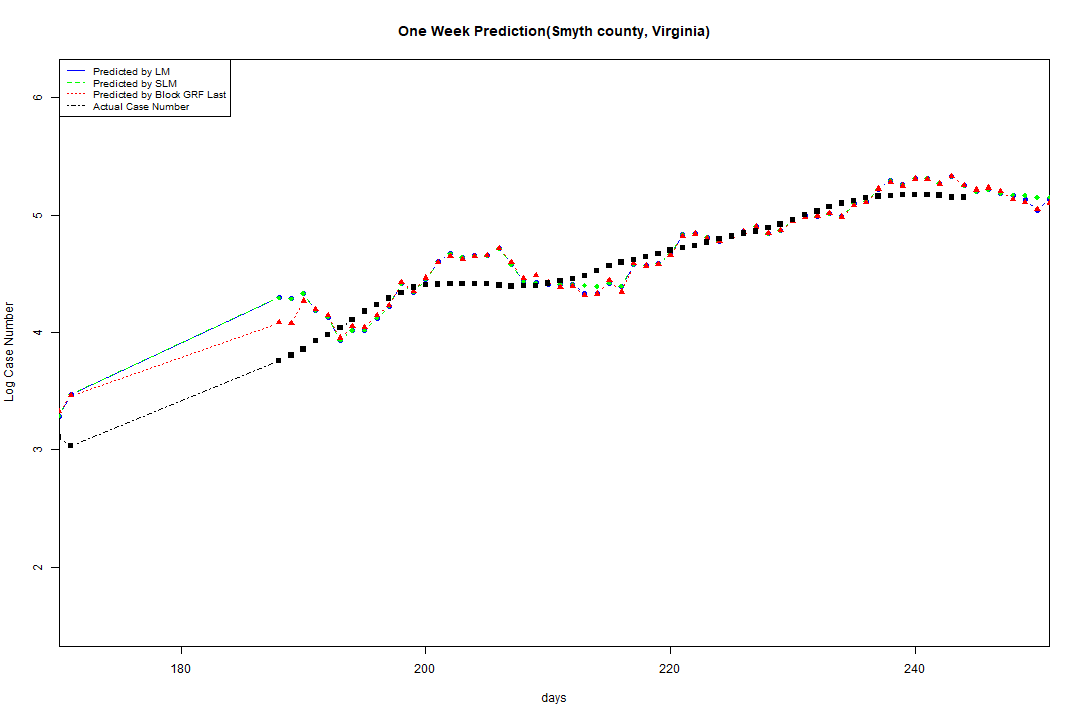 One Week Prediction(Smyth county, Virginia)
Predicted by LM
Predicted by SLM
Predicted by Block GRF Last
Actual Case Number
6
5
4
3
2
Log Case Number
180
200
220
240
days